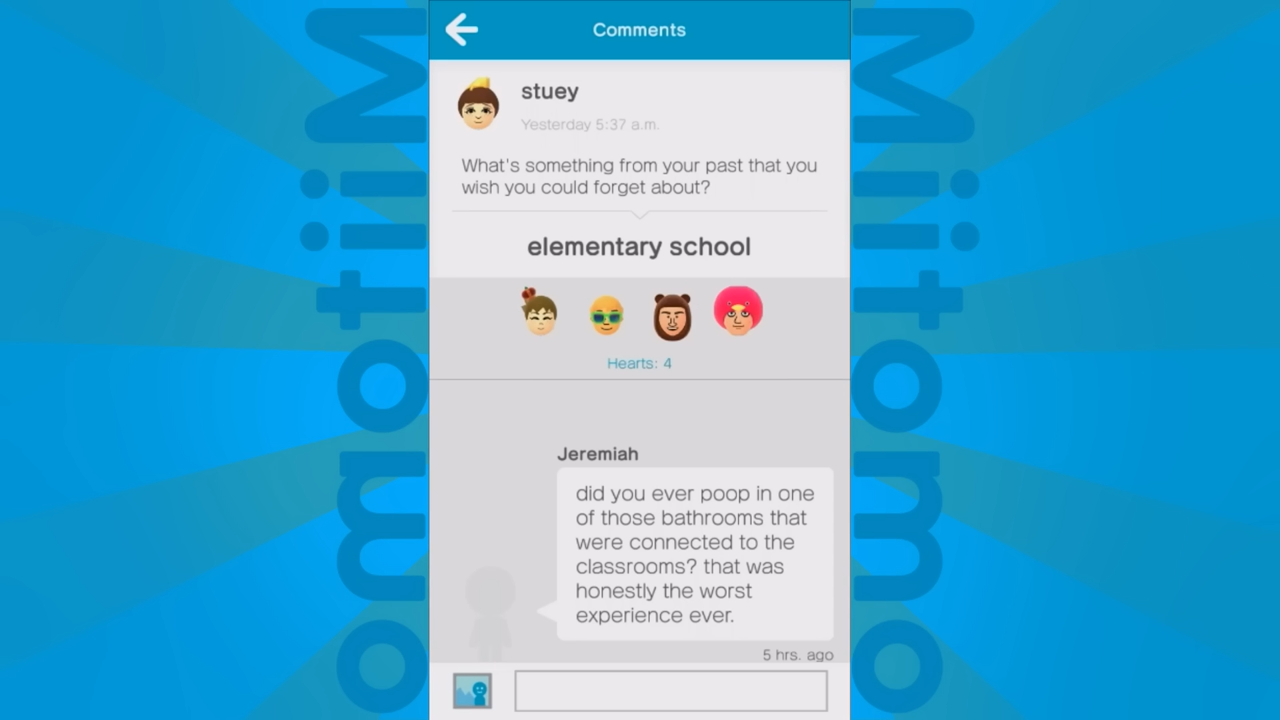 Miitomo
Comments
stuey
Yesterday 5:37 a.m.
What's something from your past that you
wish you could forget about?
elementary school
Hearts: 4
Jeremiah
did you ever poop in one
of those bathrooms that
were connected to the
classrooms? that was
honestly the worst
experience ever.
5 hrs. ago
Miitomo